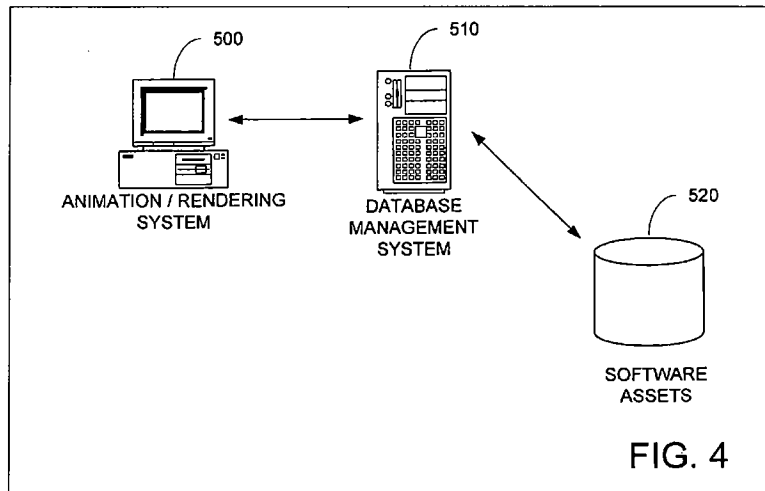 500
510
ANIMATION / RENDERING
SYSTEM
DATABASE
MANAGEMENT
SYSTEM
520
SOFTWARE
ASSETS
FIG. 4